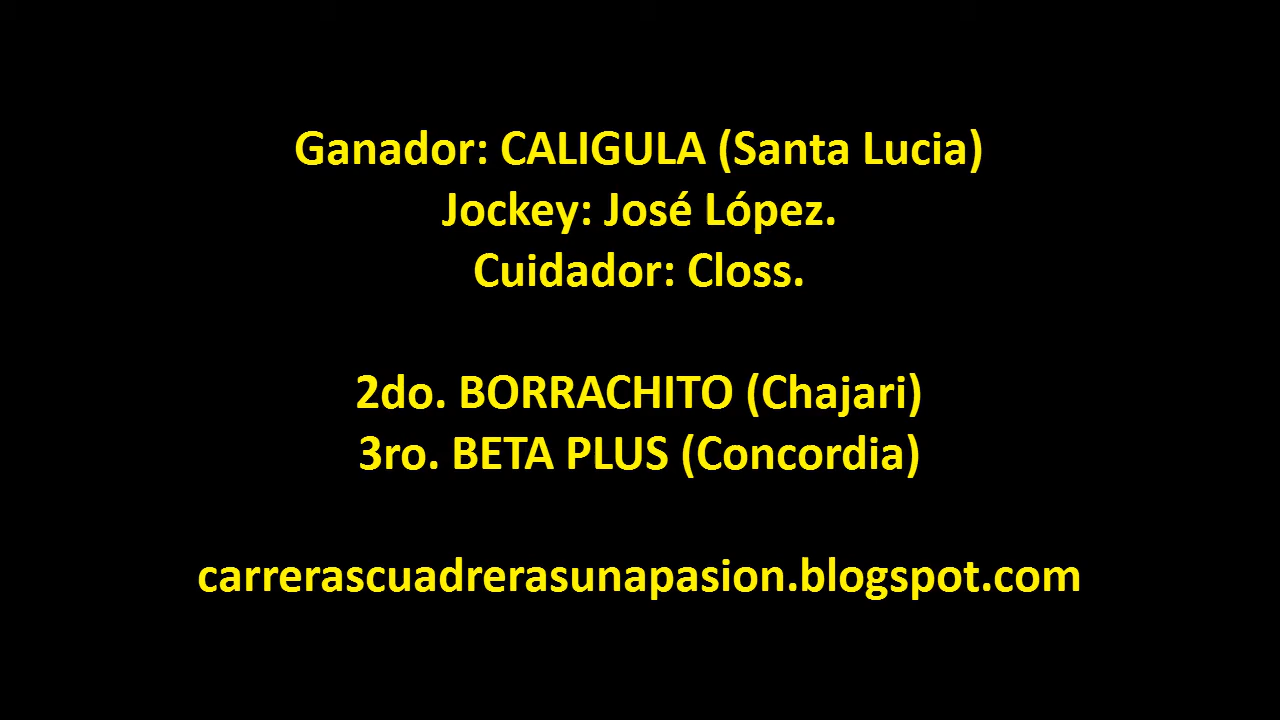 Ganador: CALIGULA (Santa Lucia)
Jockey: José López.
Cuidador: Closs.
2do. BORRACHITO (Chajari)
3ro. BETA PLUS (Concordia)
carrerascuadrerasunapasion.blogspot.com